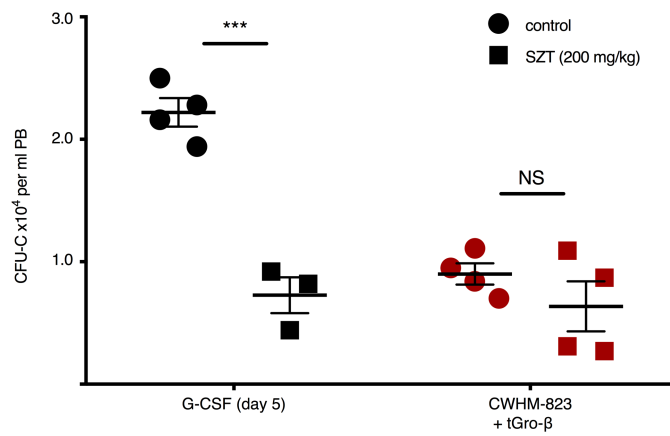 3.0
2.0
1.0
CFU-C x10⁴ per ml PB
***
NS
control
SZT (200 mg/kg)
G-CSF (day 5)
CWHM-823
+ tGro-β